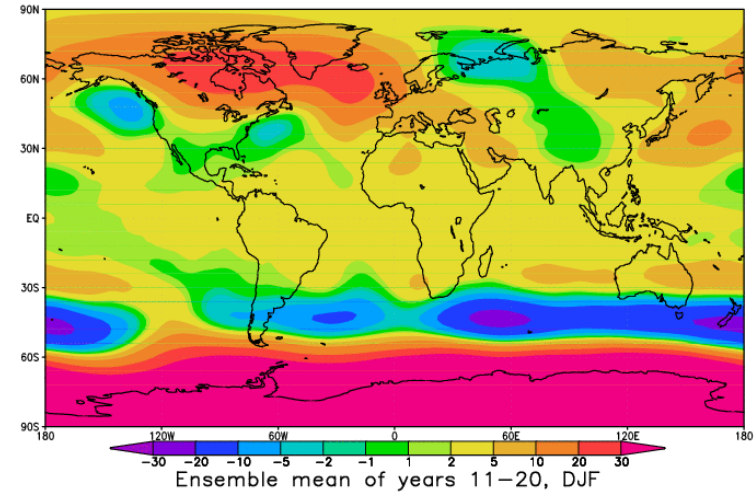 90N
60N
30N
EQ
30S
60S
90S
180 120W 60W 0 60E 120E 180
-30 -20 -10 -5 -2 -1 1 2 5 10 20 30
Ensemble mean of years 11-20, DJF